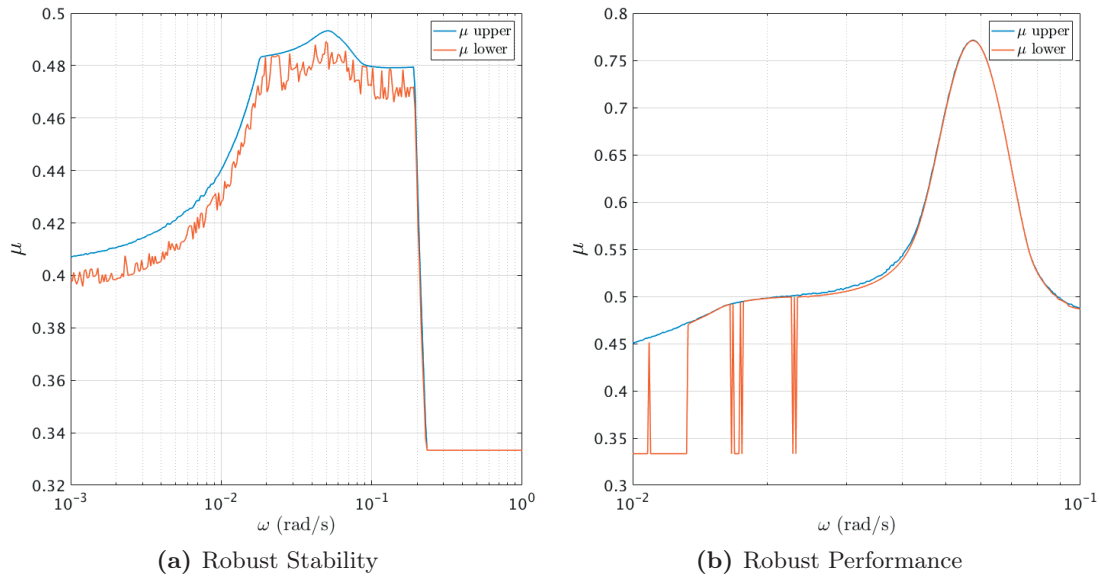 0.5
0.48
0.46
0.44
0.42
0.4
0.38
0.36
0.34
0.32
μ
10⁻³
10⁻²
10⁻¹
10⁰
ω (rad/s)
μ upper
μ lower
(a) Robust Stability
0.8
0.75
0.7
0.65
0.6
0.55
0.5
0.45
0.4
0.35
0.3
μ
10⁻²
10⁻¹
ω (rad/s)
μ upper
μ lower
(b) Robust Performance